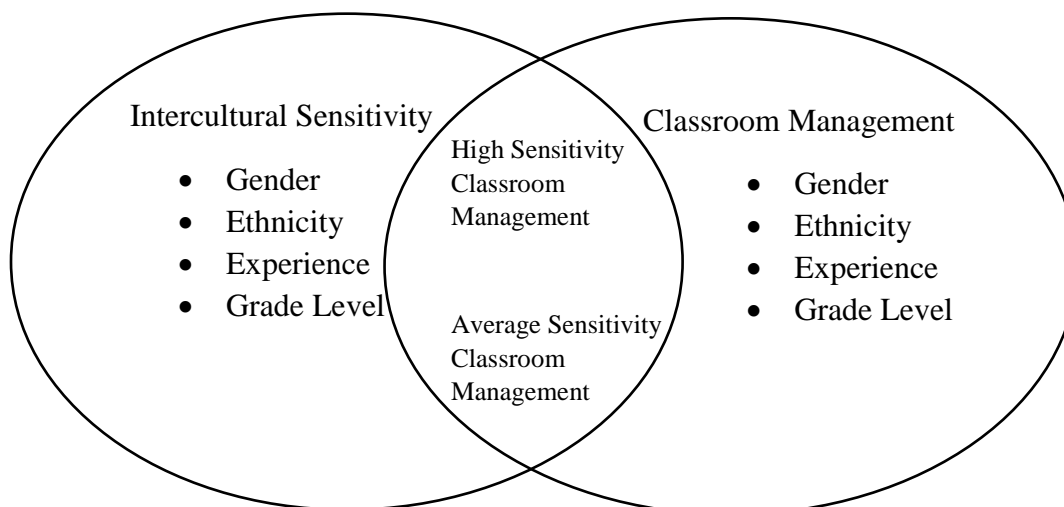 Intercultural Sensitivity
• Gender
• Ethnicity
• Experience
• Grade Level
High Sensitivity
Classroom
Management
Average Sensitivity
Classroom
Management
Classroom Management
• Gender
• Ethnicity
• Experience
• Grade Level